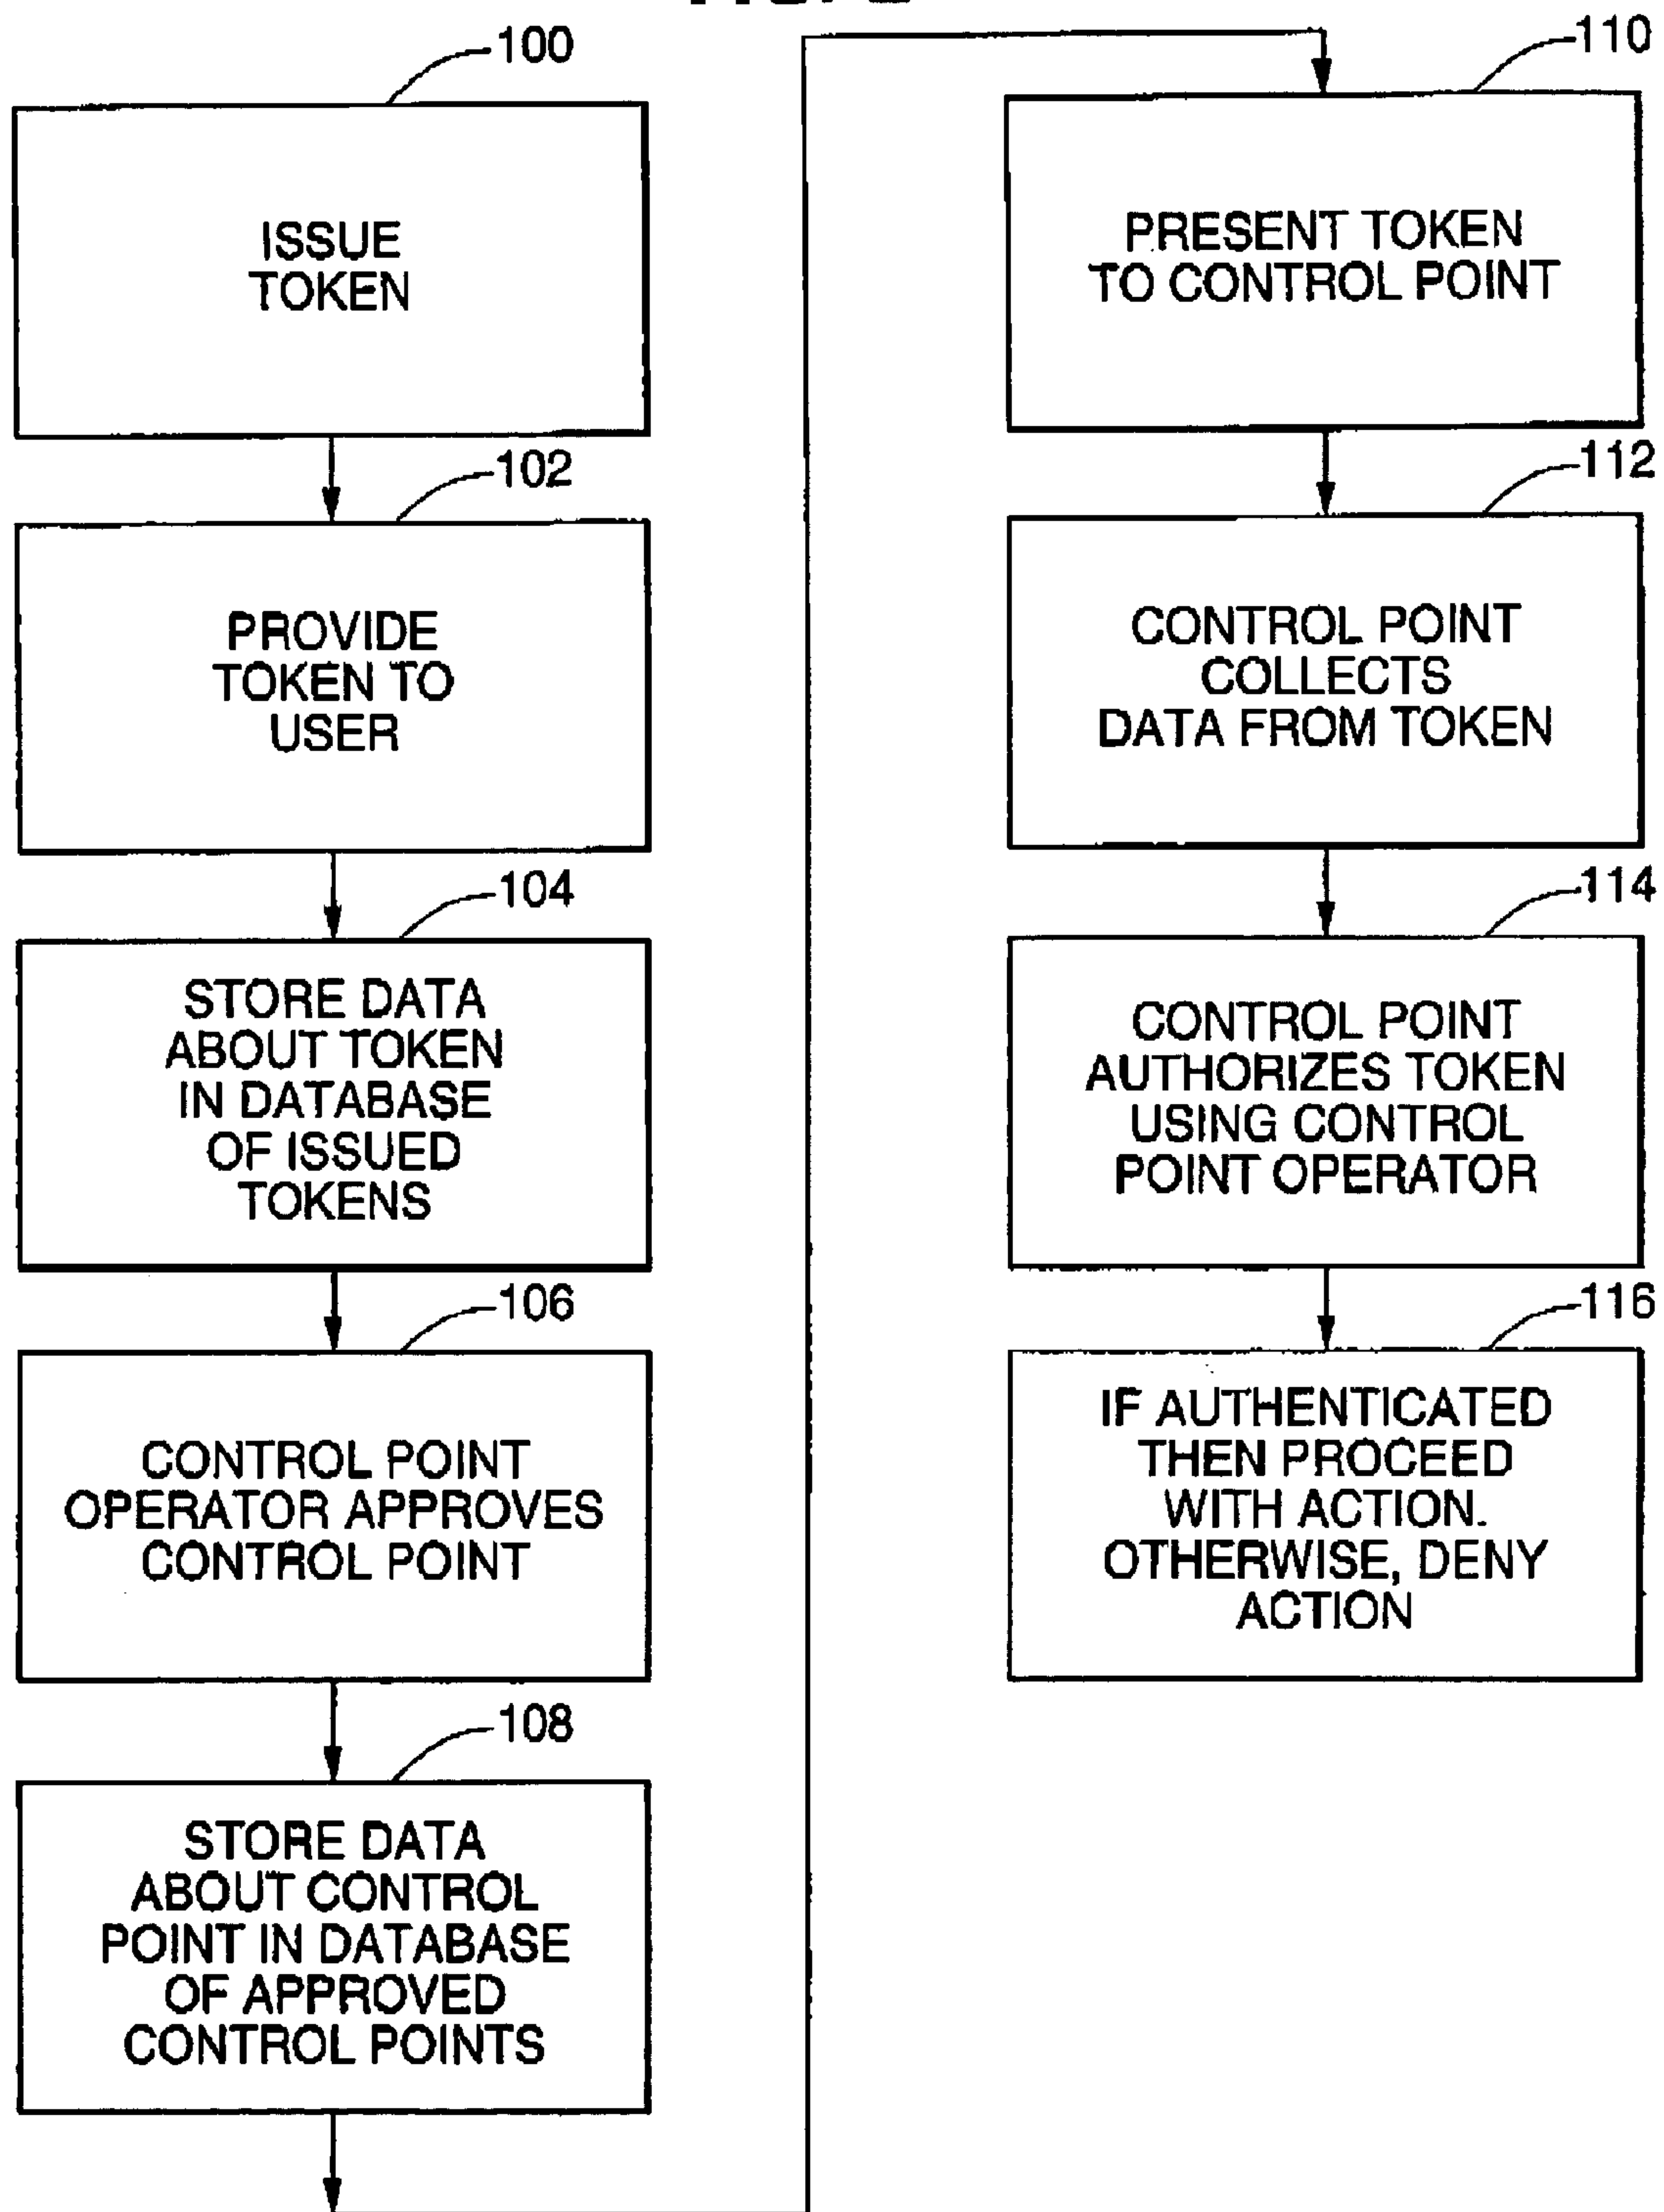 100
ISSUE
TOKEN
102
PROVIDE
TOKEN TO
USER
104
STORE DATA
ABOUT TOKEN
IN DATABASE
OF ISSUED
TOKENS
106
CONTROL POINT
OPERATOR APPROVES
CONTROL POINT
108
STORE DATA
ABOUT CONTROL
POINT IN DATABASE
OF APPROVED
CONTROL POINTS
110
PRESENT TOKEN
TO CONTROL POINT
112
CONTROL POINT
COLLECTS
DATA FROM TOKEN
114
CONTROL POINT
AUTHORIZES TOKEN
USING CONTROL
POINT OPERATOR
116
IF AUTHENTICATED
THEN PROCEED
WITH ACTION.
OTHERWISE, DENY
ACTION